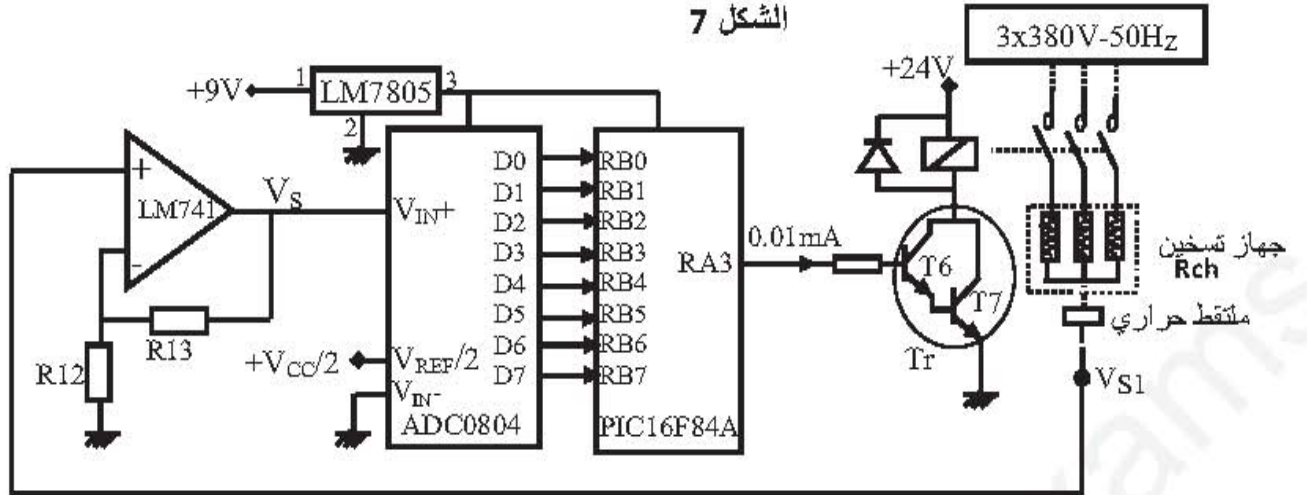 الشكل 7
3x380V-50Hz
+24V
+9V
1
LM7805
3
2
+
LM741
-
VS
R13
R12
VIN+
+VCC/2
VREF/2
VIN-
ADC0804
D0
D1
D2
D3
D4
D5
D6
D7
RB0
RB1
RB2
RB3
RB4
RB5
RB6
RB7
RA3
PIC16F84A
0.01mA
T6
T7
Tr
جهاز تسخين
Rch
ملتقط حراري
VS1